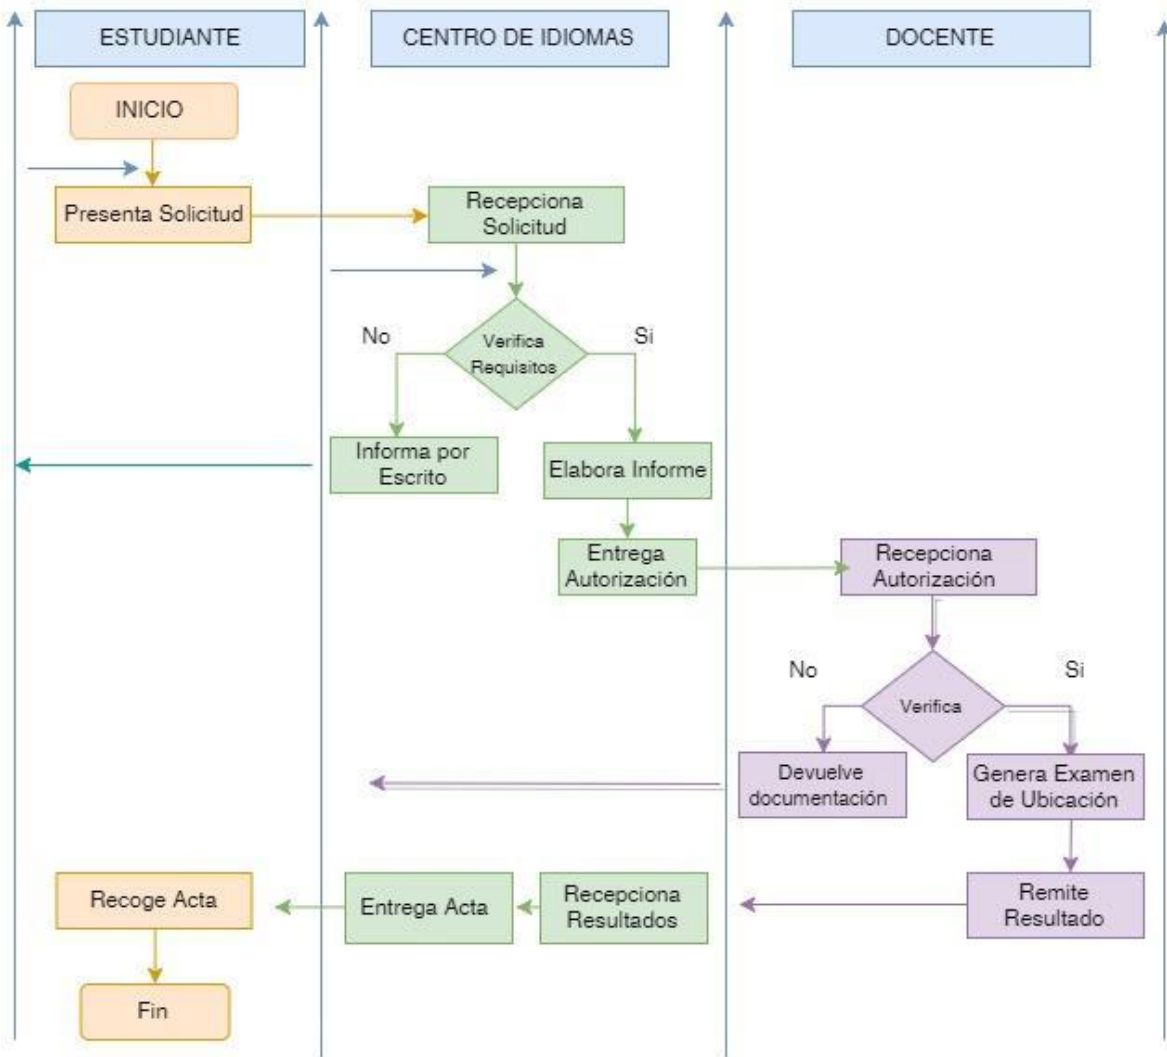 ESTUDIANTE
CENTRO DE IDIOMAS
DOCENTE
INICIO
Presenta Solicitud
Recepciona
Solicitud
No
Si
Verifica
Requisitos
Informa por
Escrito
Elabora Informe
Entrega
Autorización
Recepciona
Autorización
No
Si
Verifica
Devuelve
documentación
Genera Examen
de Ubicación
Remite
Resultado
Recepciona
Resultados
Entrega Acta
Recoge Acta
Fin